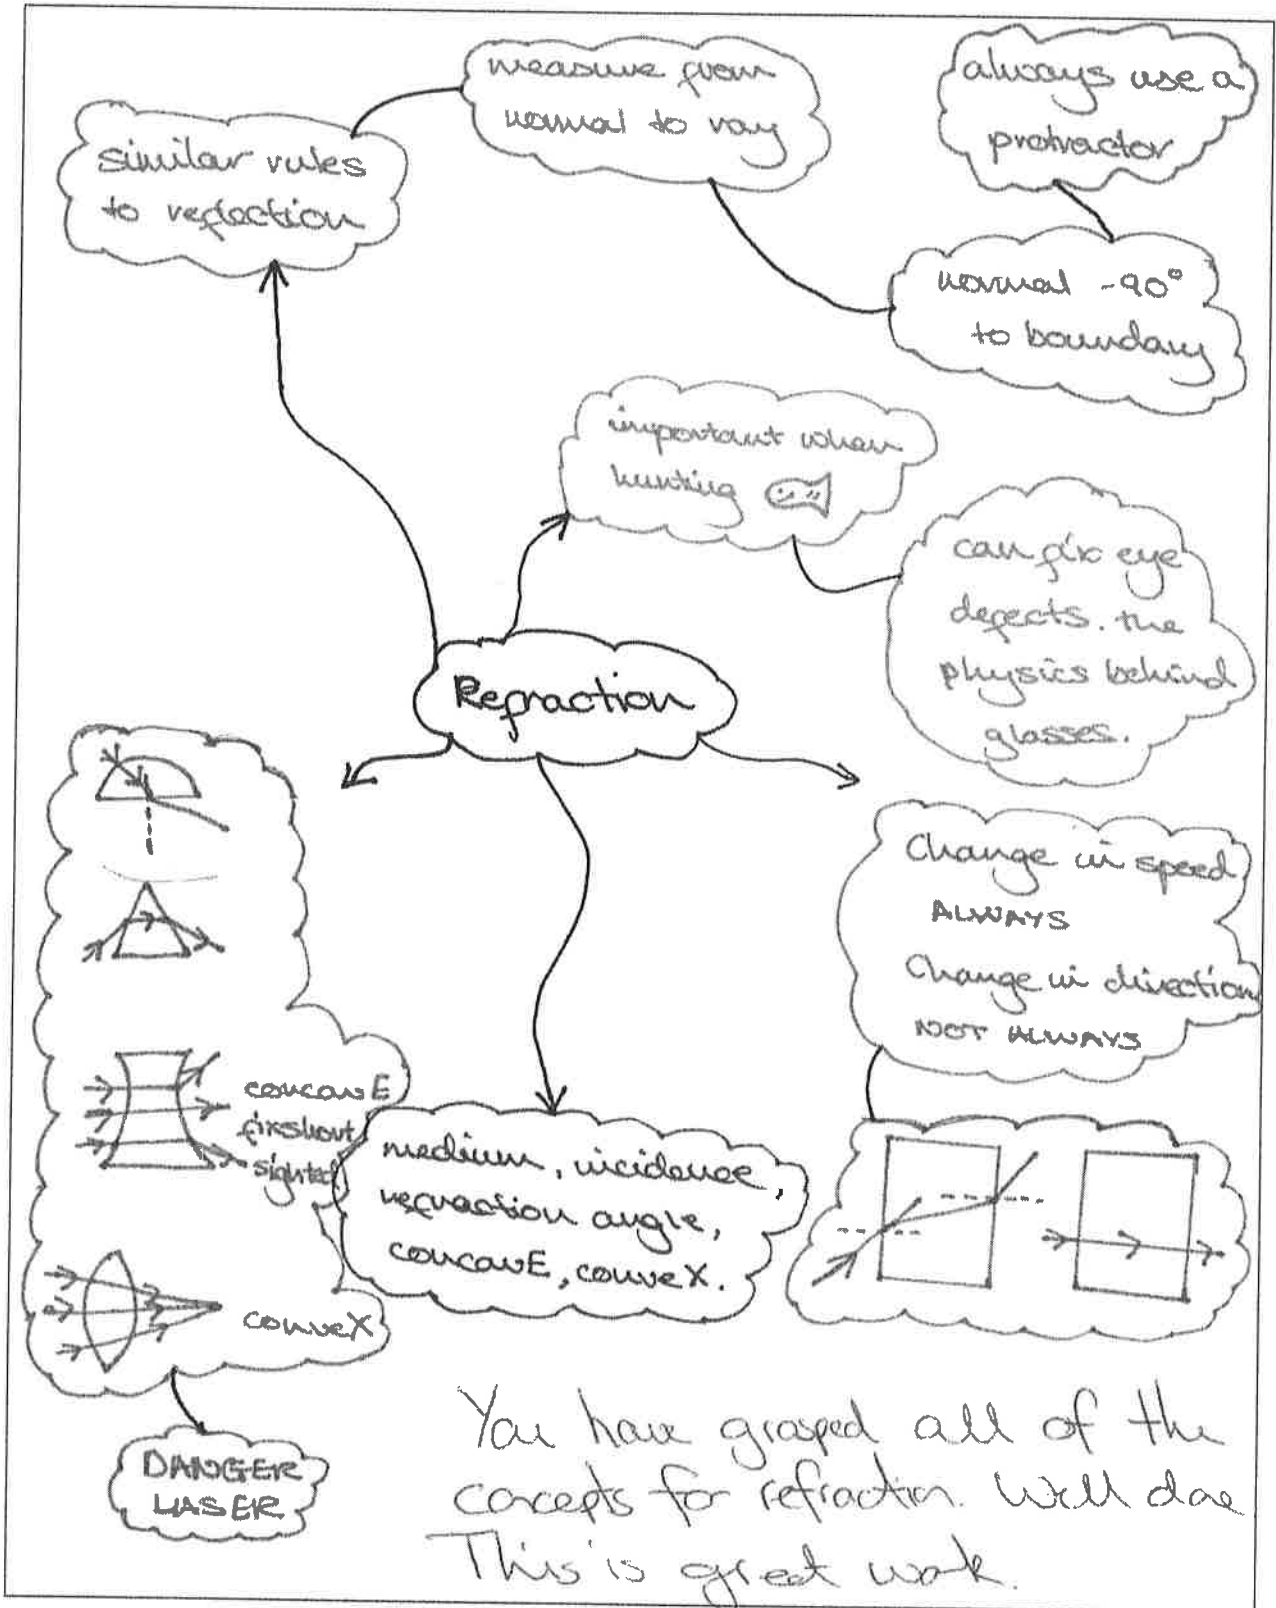 measure from
normal to ray
always use a
protractor
similar rules
to reflection
normal - 90°
to boundary
important when
hunting
can fix eye
defects. the
physics behind
glasses.
Refraction
Change in speed
ALWAYS
Change in direction
NOT ALWAYS
concavE
fix short
sighted
medium, incidence,
refraction angle,
concavE, conveX.
conveX
DANGER
LASER
You have grasped all of the
concepts for refraction. Well done
This is great work.